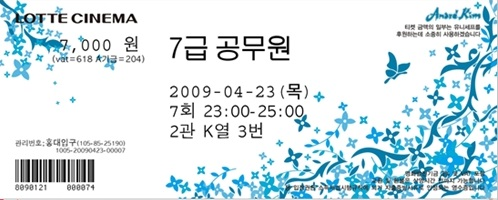 LOTTE CINEMA
André Kim
7,000 원
(vat=618 A기금=204)
티켓 금액의 일부는 유니세프를
후원하는데 소중히 사용하겠습니다
7급 공무원
2009-04-23(목)
7회 23:00-25:00
2관 K열 3번
관리번호:홍대입구(105-85-25190)
1005-20090423-00007
8090121 000074